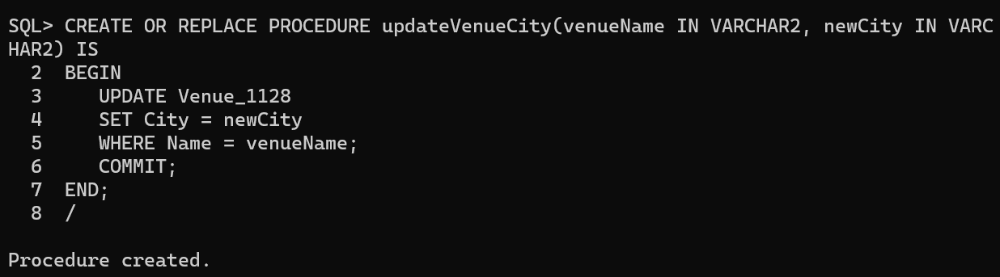 SQL> CREATE OR REPLACE PROCEDURE updateVenueCity(venueName IN VARCHAR2, newCity IN VARC
HAR2) IS
  2  BEGIN
  3     UPDATE Venue_1128
  4     SET City = newCity
  5     WHERE Name = venueName;
  6     COMMIT;
  7  END;
  8  /
Procedure created.